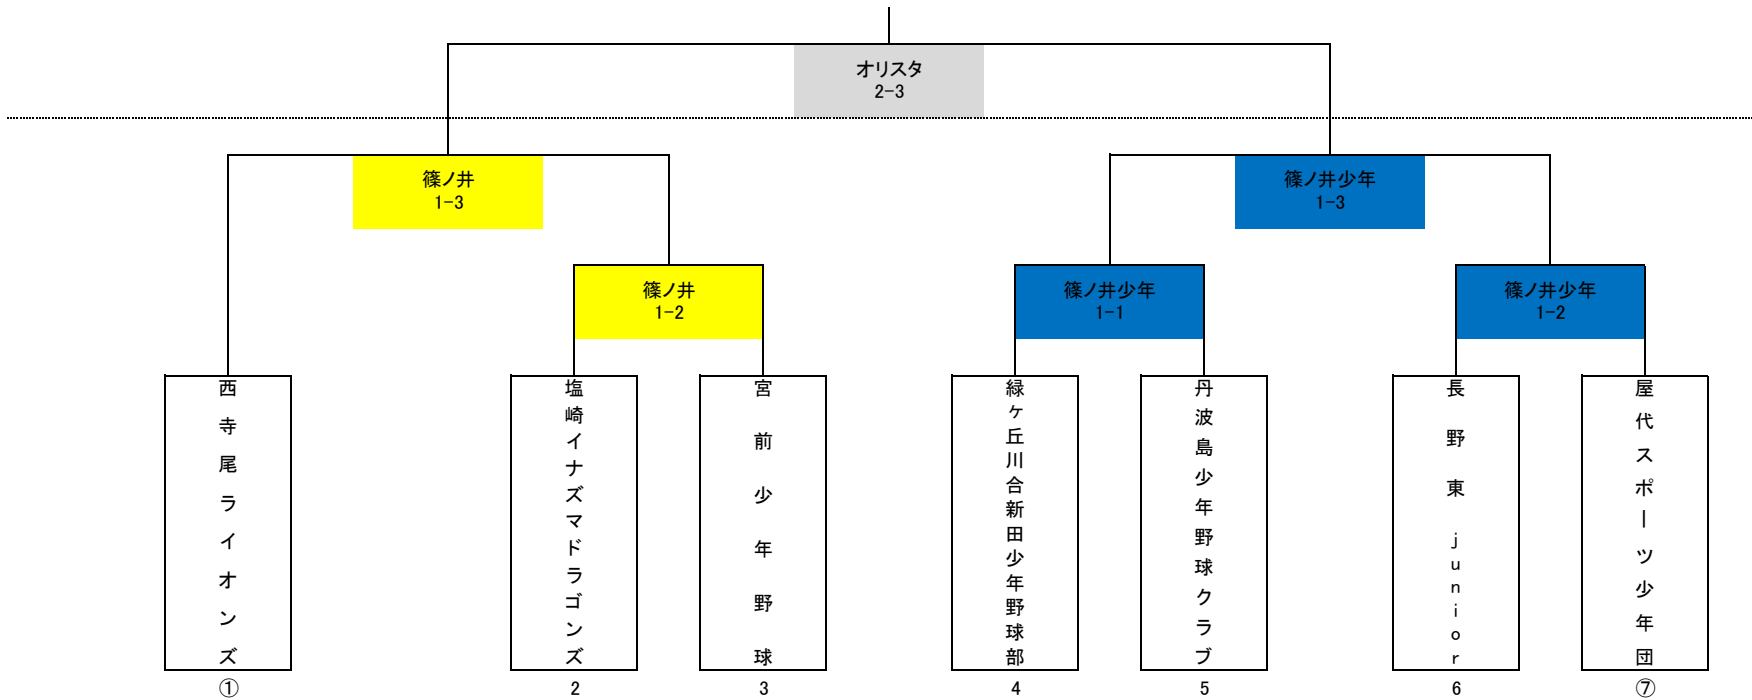 オリスタ
2-3
篠ノ井
1-3
篠ノ井少年
1-3
篠ノ井
1-2
篠ノ井少年
1-1
篠ノ井少年
1-2
西寺尾ライオンズ
塩崎イナズマドラゴンズ
宮前少年野球
緑ヶ丘川合新田少年野球部
丹波島少年野球クラブ
長野東junior
屋代スポーツ少年団
①
2
3
4
5
6
⑦